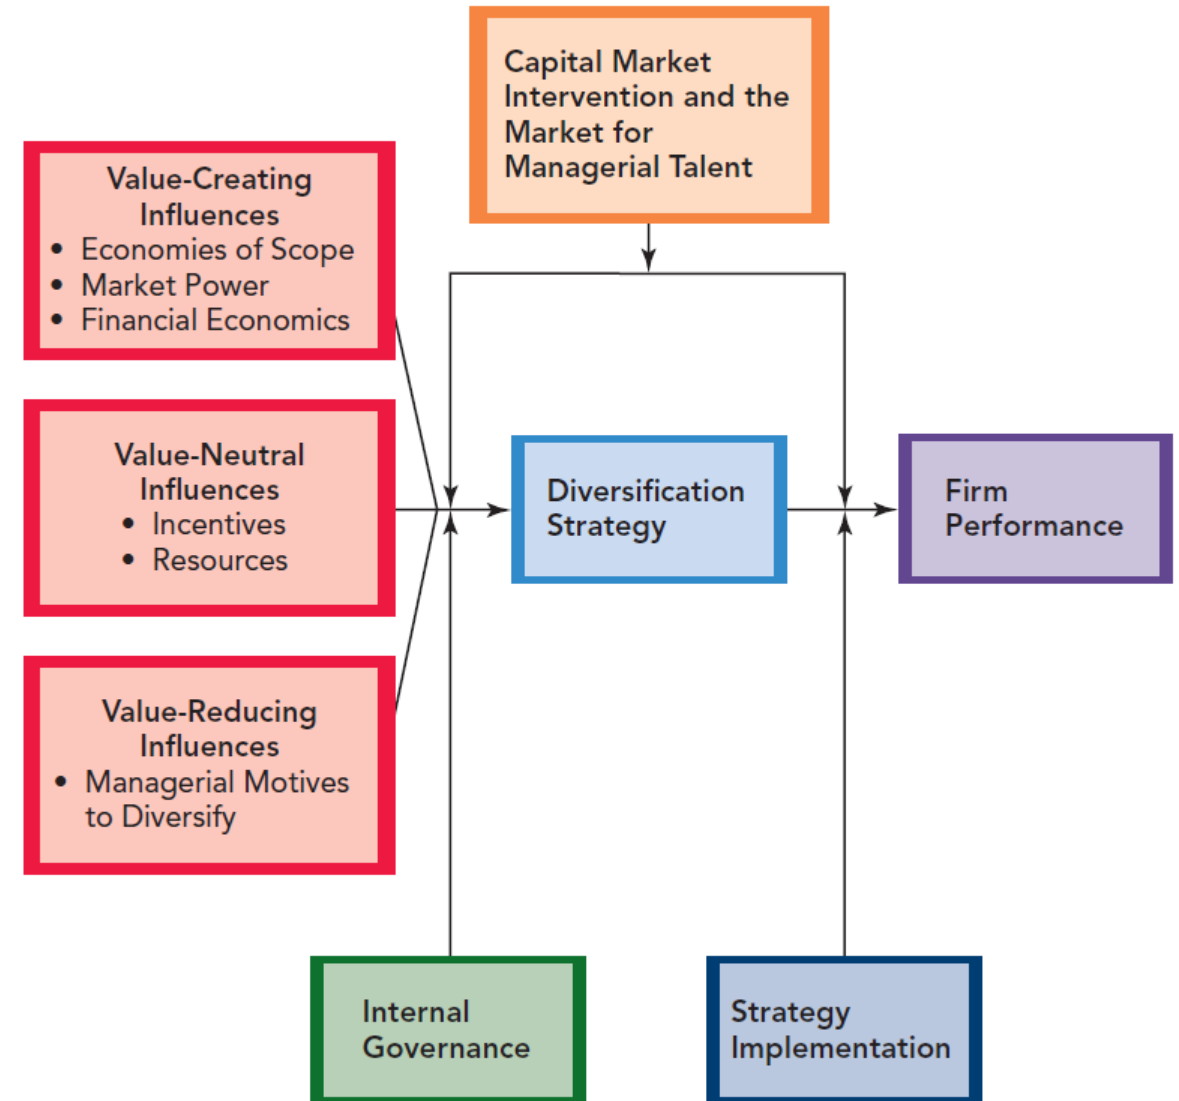 Capital Market
Intervention and the
Market for
Managerial Talent
Value-Creating
Influences
• Economies of Scope
• Market Power
• Financial Economics
Value-Neutral
Influences
• Incentives
• Resources
Value-Reducing
Influences
• Managerial Motives
to Diversify
Diversification
Strategy
Firm
Performance
Internal
Governance
Strategy
Implementation